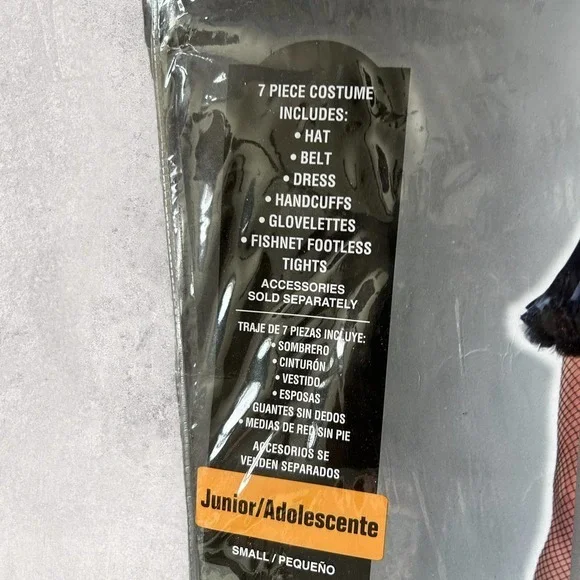 7 PIECE COSTUME
INCLUDES:
• HAT
• BELT
• DRESS
• HANDCUFFS
• GLOVELETTES
• FISHNET FOOTLESS
TIGHTS
ACCESSORIES
SOLD SEPARATELY
TRAJE DE 7 PIEZAS INCLUYE:
• SOMBRERO
• CINTURÓN
• VESTIDO
• ESPOSAS
GUANTES SIN DEDOS
• MEDIAS DE RED SIN PIE
ACCESORIOS SE
VENDEN SEPARADOS
Junior/Adolescente
SMALL / PEQUEÑO